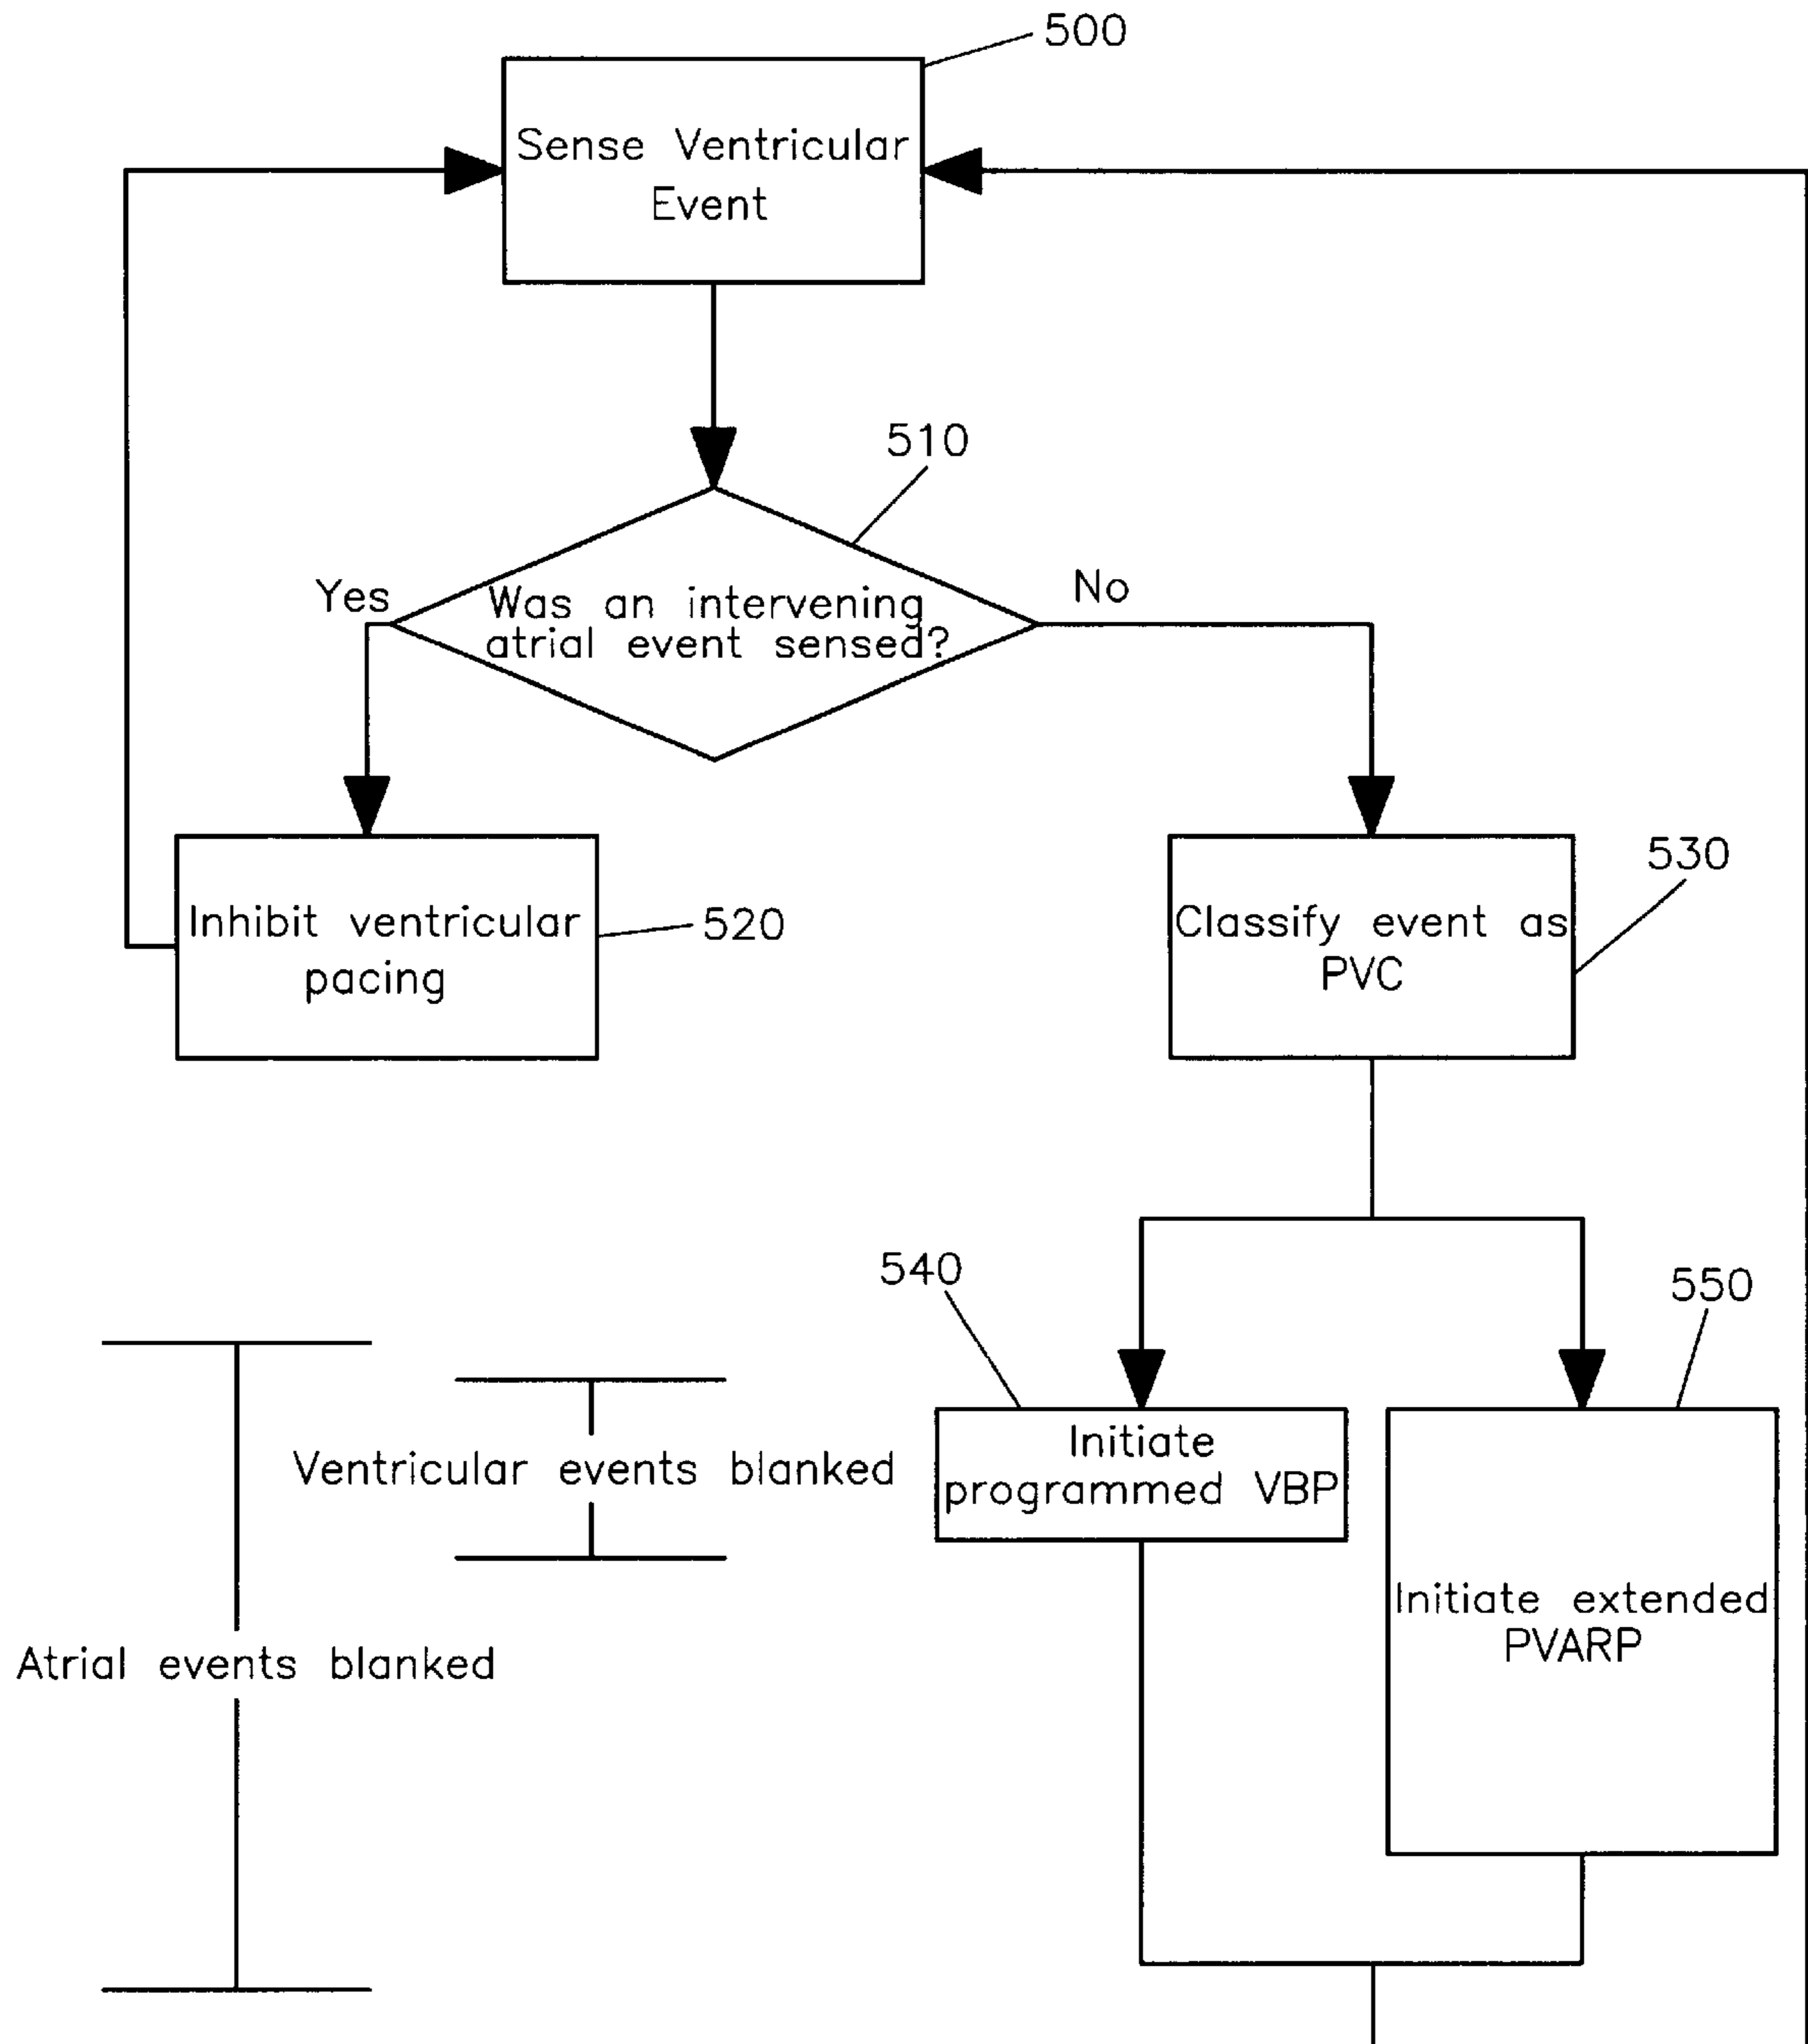 500
Sense Ventricular
Event
510
Yes
No
Was an intervening
atrial event sensed?
530
Inhibit ventricular
pacing
520
Classify event as
PVC
540
550
Initiate
programmed VBP
Ventricular events blanked
Initiate extended
PVARP
Atrial events blanked